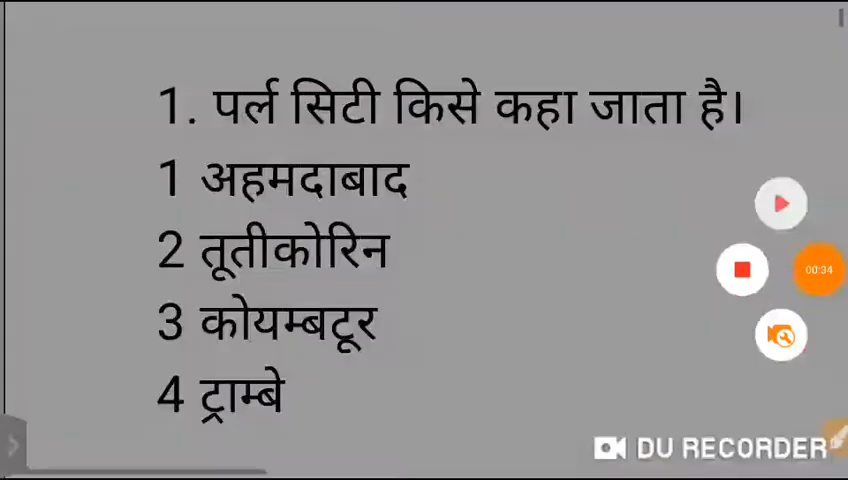 1. पर्ल सिटी किसे कहा जाता है।
1 अहमदाबाद
2 तूतीकोरिन
3 कोयम्बटूर
00:34
4 ट्राम्बे
DU RECORDER